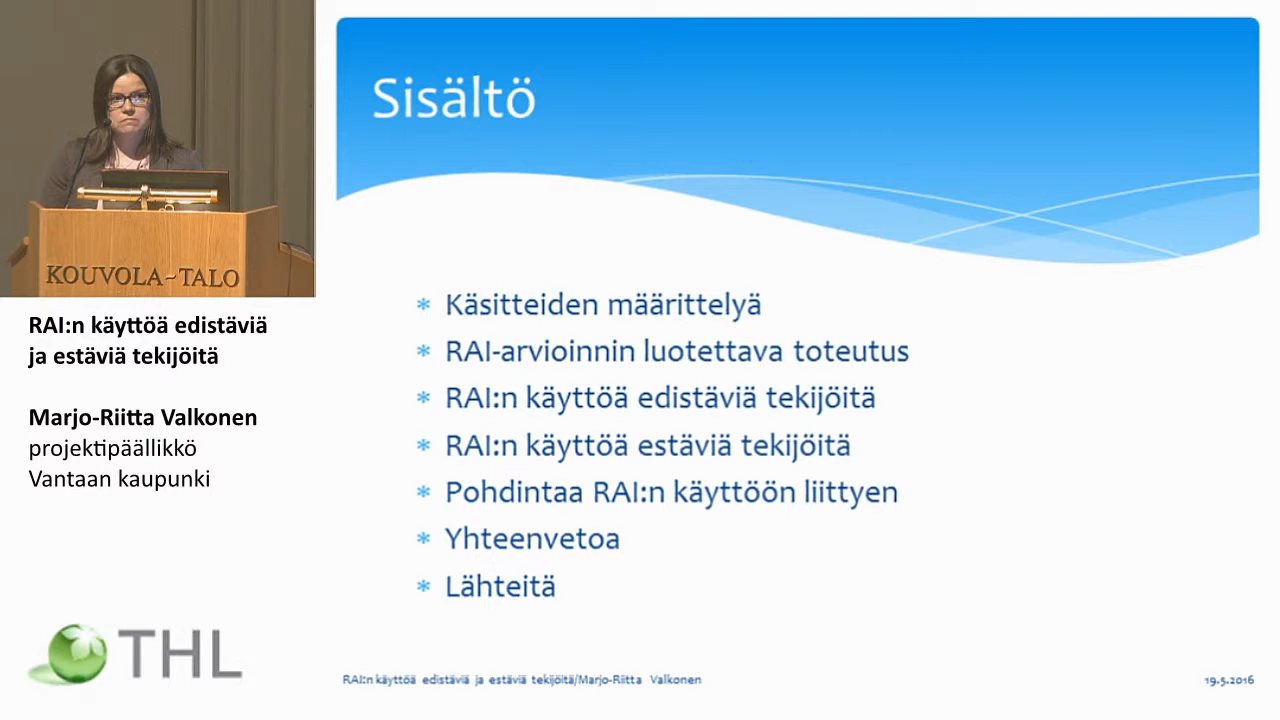 Sisältö
KOUVOLA-TALO
RAI:n käyttöä edistäviä
ja estäviä tekijöitä
Marjo-Riitta Valkonen
projektipäällikkö
Vantaan kaupunki
THL
* Käsitteiden määrittelyä
* RAI-arvioinnin luotettava toteutus
* RAI:n käyttöä edistäviä tekijöitä
* RAI:n käyttöä estäviä tekijöitä
* Pohdintaa RAI:n käyttöön liittyen
* Yhteenvetoa
* Lähteitä
RAI:n käyttöä edistäviä ja estäviä tekijöitä/Marjo-Riitta Valkonen
19.5.2016